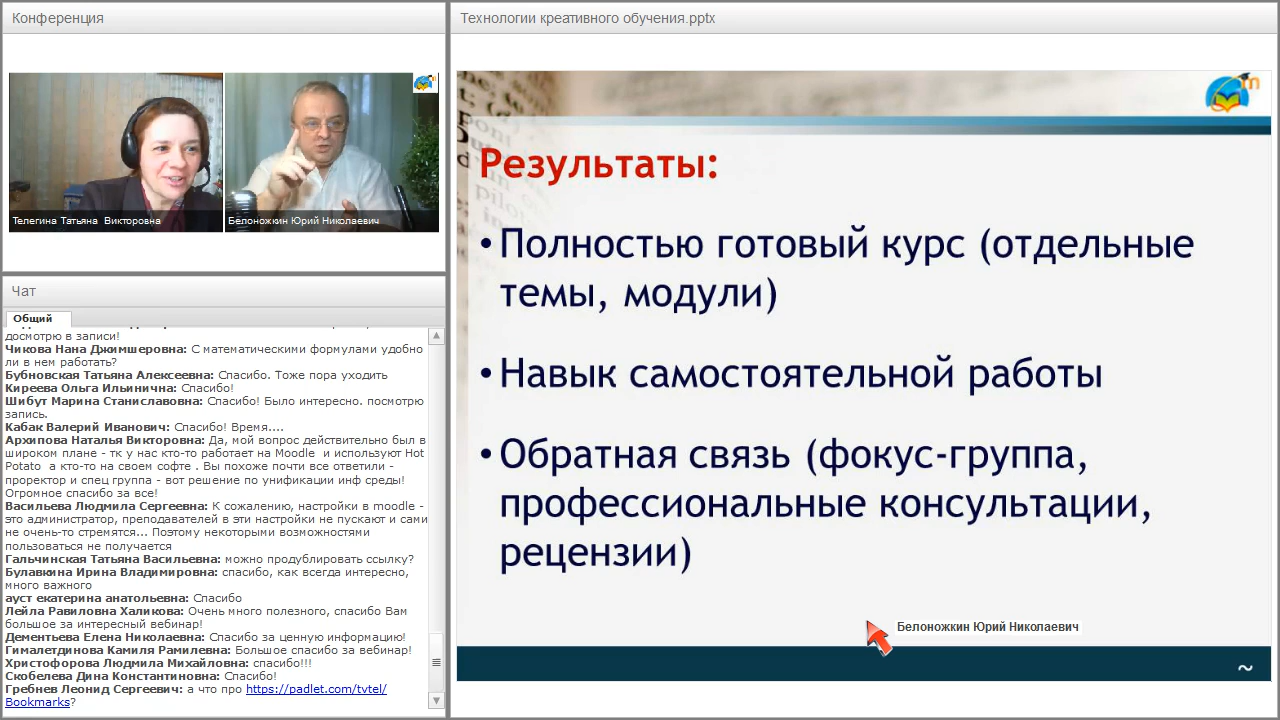 Конференция
Телегина Татьяна Викторовна
Белоножкин Юрий Николаевич
Чат
Общий
досмотрю в записи!
Чикова Нана Джимшеровна: С математическими формулами удобно
ли в нем работать?
Бубновская Татьяна Алексеевна: Спасибо. Тоже пора уходить
Киреева Ольга Ильинична: Спасибо!
Шибут Марина Станиславовна: Спасибо! Было интересно. посмотрю
запись.
Кабак Валерий Иванович: Спасибо! Время....
Архипова Наталья Викторовна: Да, мой вопрос действительно был в
широком плане - тк у нас кто-то работает на Moodle и используют Hot
Potato а кто-то на своем софте . Вы похоже почти все ответили -
проректор и спец группа - вот решение по унификации инф среды!
Огромное спасибо за все!
Васильева Людмила Сергеевна: К сожалению, настройки в moodle -
это администратор, преподавателей в эти настройки не пускают и сами
не очень-то стремятся... Поэтому некоторыми возможностями
пользоваться не получается
Гальчинская Татьяна Васильевна: можно продублировать ссылку?
Булавкина Ирина Владимировна: спасибо, как всегда интересно,
много важного
ауст екатерина анатольевна: Спасибо
Лейла Равиловна Халикова: Очень много полезного, спасибо Вам
большое за интересный вебинар!
Дементьева Елена Николаевна: Спасибо за ценную информацию!
Гималетдинова Камиля Рамилевна: Большое спасибо за вебинар!
Христофорова Людмила Михайловна: спасибо!!!
Скобелева Дина Константиновна: Спасибо!
Гребнев Леонид Сергеевич: а что про https://padlet.com/tvtel/
Bookmarks?
Технологии креативного обучения.pptx
Результаты:
• Полностью готовый курс (отдельные
темы, модули)
• Навык самостоятельной работы
• Обратная связь (фокус-группа,
профессиональные консультации,
рецензии)
Белоножкин Юрий Николаевич
~